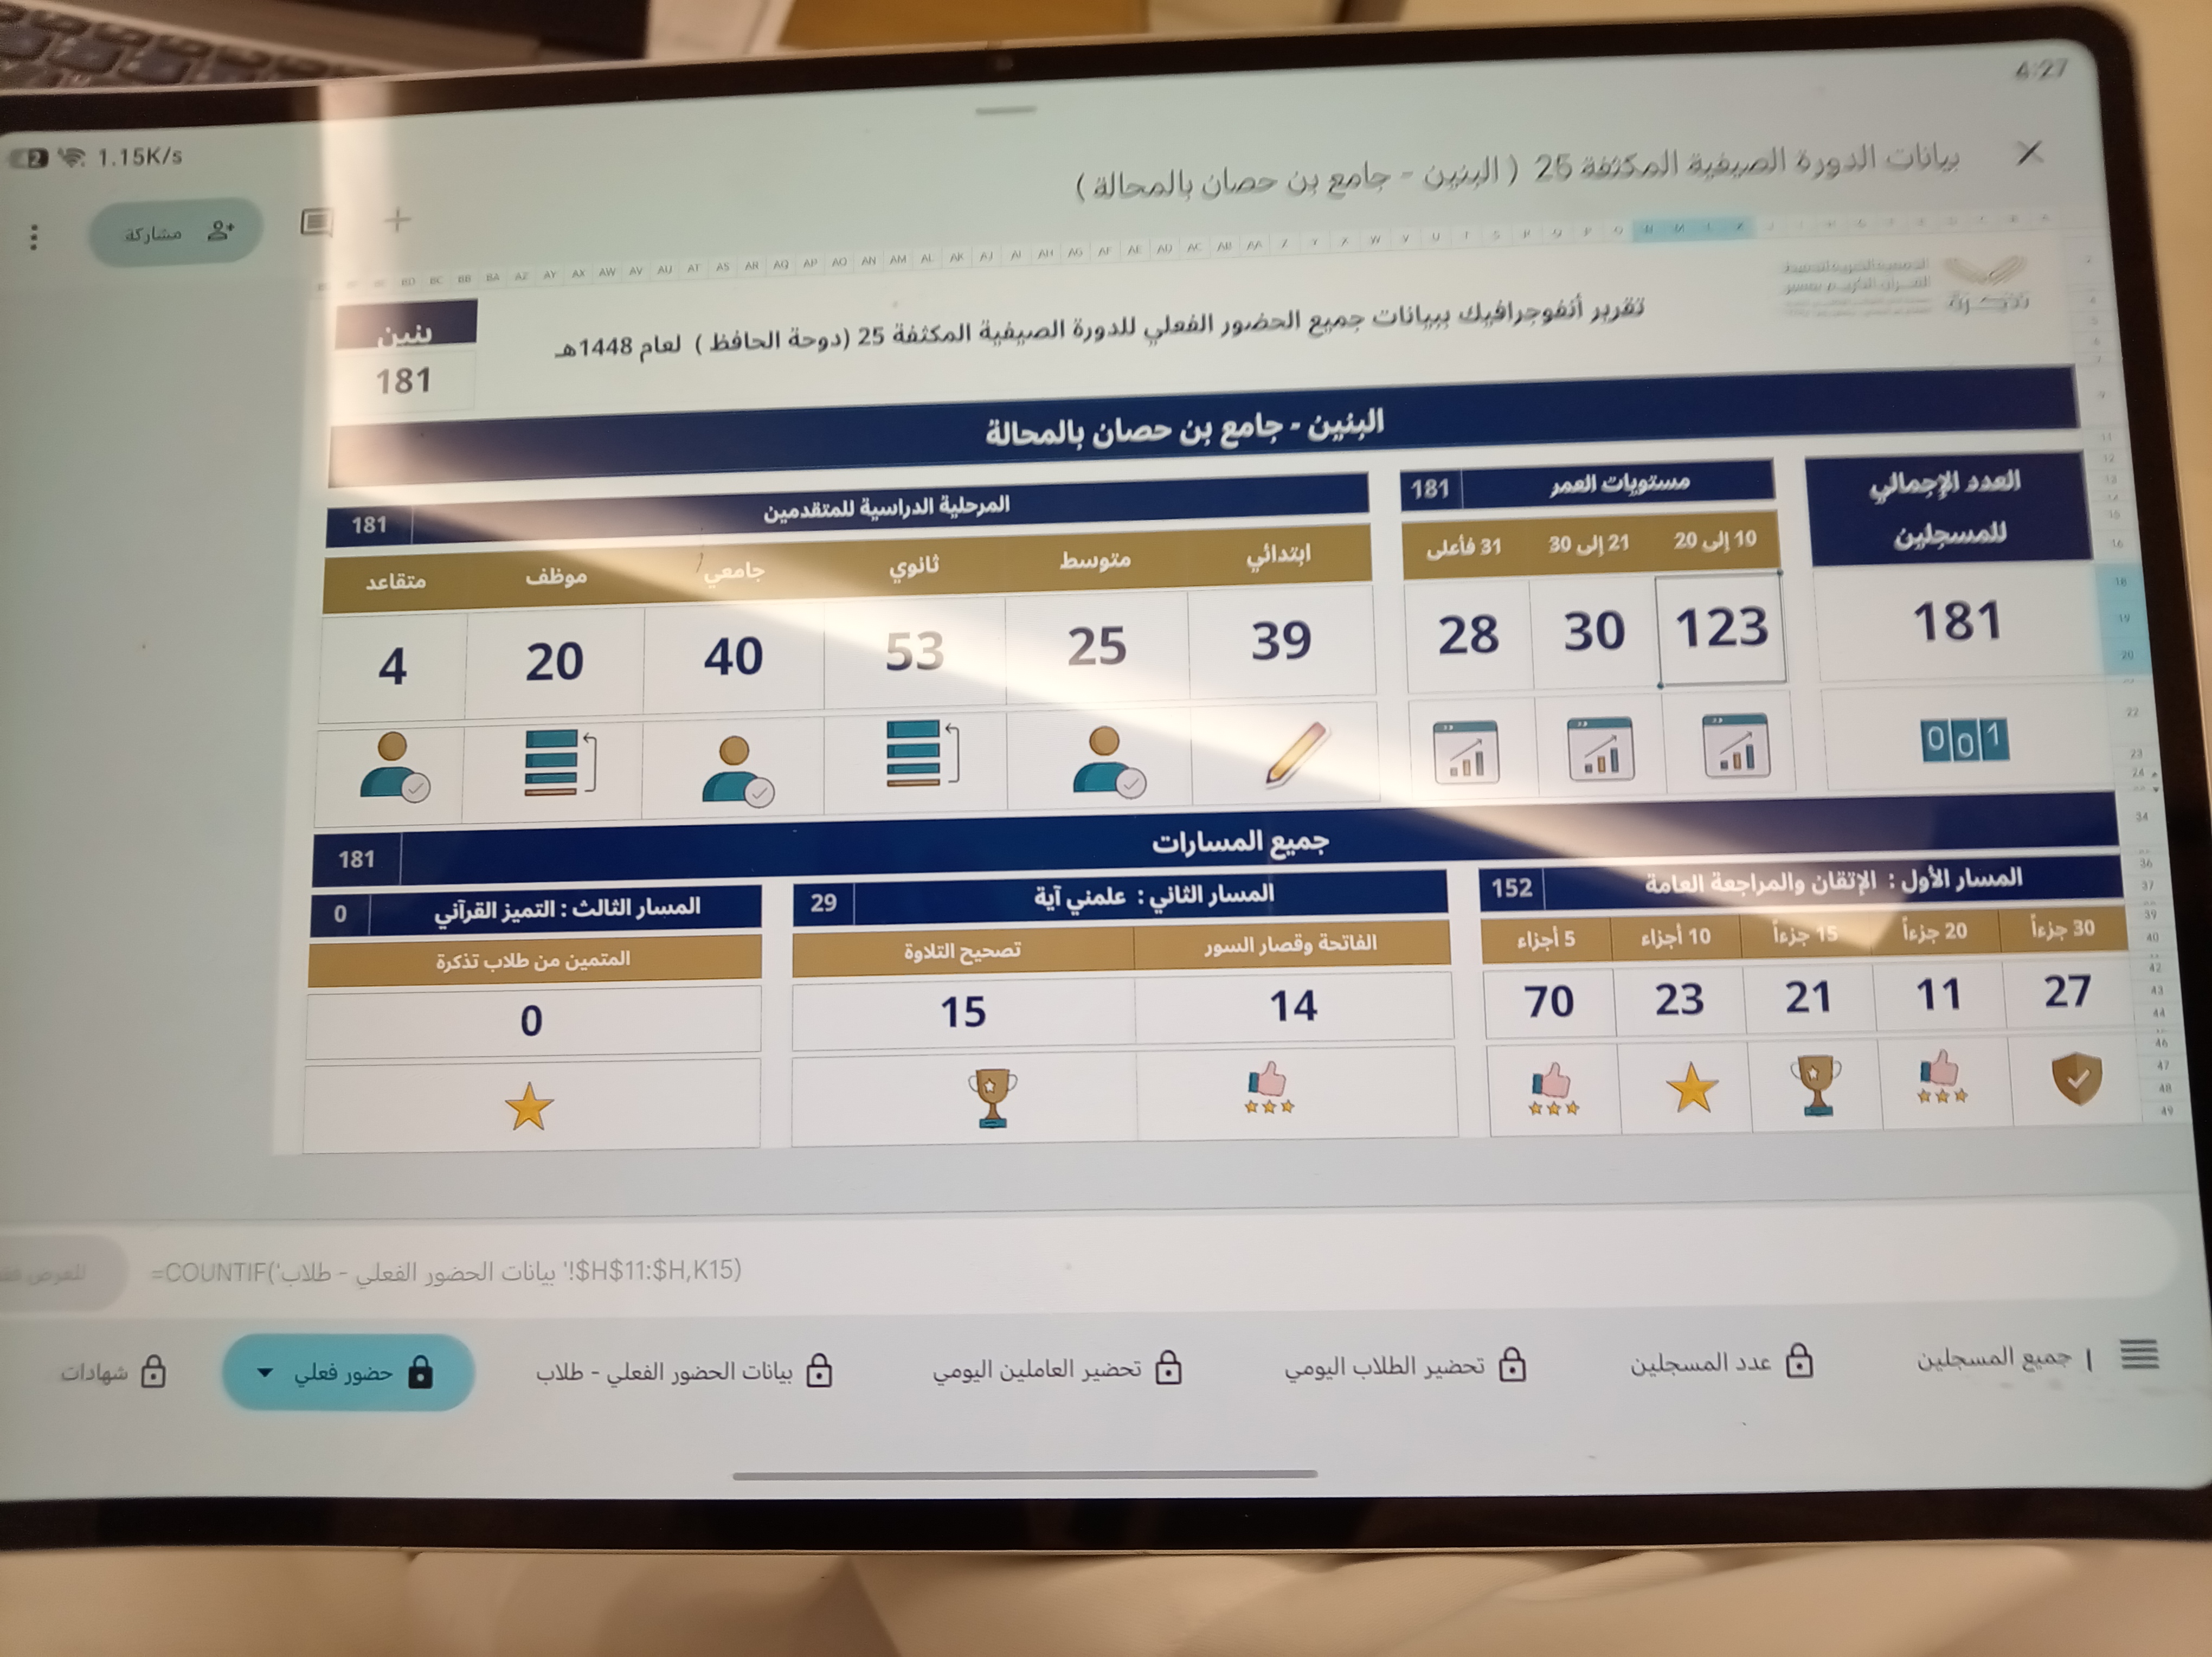 4:27
1.15K/s
بيانات الدورة الصيفية المكثفة 25 ( البنين - جامع بن حصان بالمحالة )
مشاركة
تذكرة
تقرير أنفوجرافيك ببيانات جميع الحضور الفعلي للدورة الصيفية المكثفة 25 (دوحة الحافظ ) لعام 1448هـ
بنين
181
البنين - جامع بن حصان بالمحالة
العدد الإجمالي للمسجلين
181
مستويات العمر 181
10 إلى 20 21 إلى 30 31 فأعلى
123 30 28
المرحلية الدراسية للمتقدمين 181
ابتدائي متوسط ثانوي جامعي موظف متقاعد
39 25 53 40 20 4
001
جميع المسارات 181
المسار الأول : الإتقان والمراجعة العامة 152
30 جزءاً 20 جزءاً 15 جزءاً 10 أجزاء 5 أجزاء
27 11 21 23 70
المسار الثاني : علمني آية 29
الفاتحة وقصار السور تصحيح التلاوة
14 15
المسار الثالث : التميز القرآني 0
المتمين من طلاب تذكرة
0
=COUNTIF('بيانات الحضور الفعلي - طلاب '!$H$11:$H,K15)
جميع المسجلين عدد المسجلين تحضير الطلاب اليومي تحضير العاملين اليومي بيانات الحضور الفعلي - طلاب حضور فعلي شهادات